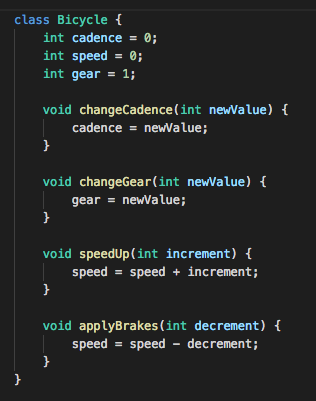 class Bicycle {
    int cadence = 0;
    int speed = 0;
    int gear = 1;

    void changeCadence(int newValue) {
        cadence = newValue;
    }

    void changeGear(int newValue) {
        gear = newValue;
    }

    void speedUp(int increment) {
        speed = speed + increment;
    }

    void applyBrakes(int decrement) {
        speed = speed - decrement;
    }
}